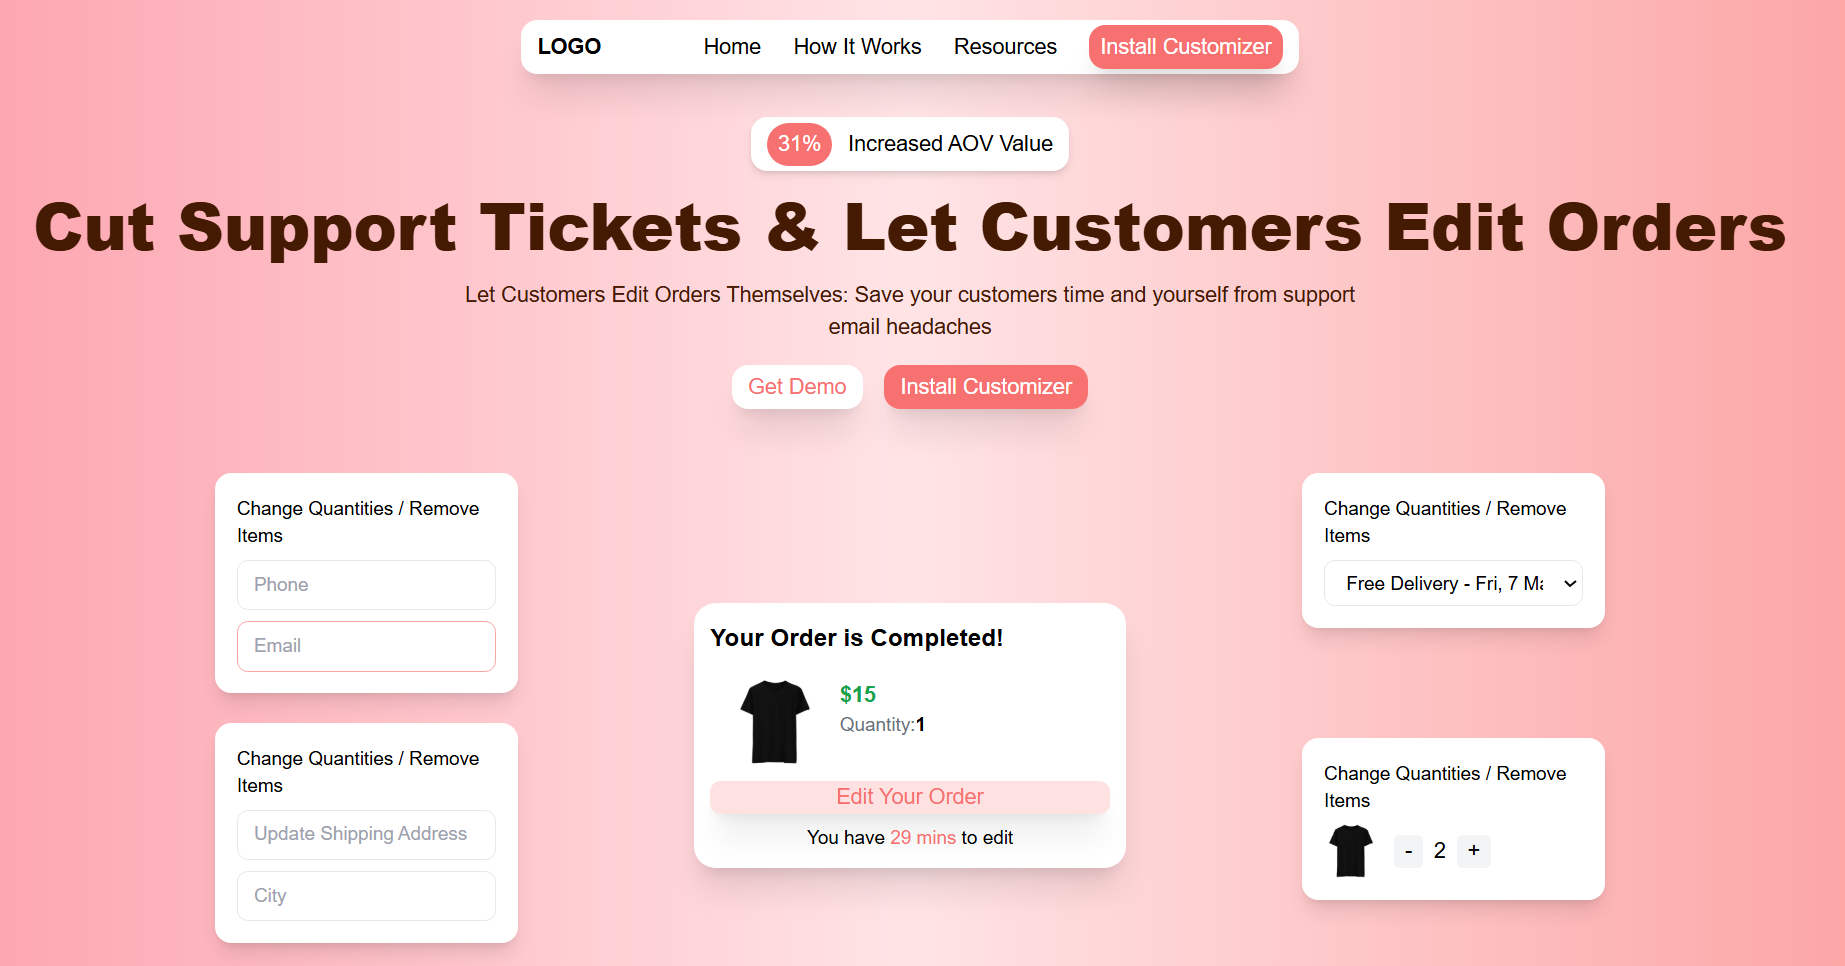 LOGO
Home
How It Works
Resources
Install Customizer
31%
Increased AOV Value
Cut Support Tickets & Let Customers Edit Orders
Let Customers Edit Orders Themselves: Save your customers time and yourself from support
email headaches
Get Demo
Install Customizer
Change Quantities / Remove
Items
Phone
Email
Change Quantities / Remove
Items
Update Shipping Address
City
Your Order is Completed!
$15
Quantity:1
Edit Your Order
You have 29 mins to edit
Change Quantities / Remove
Items
Free Delivery - Fri, 7
Change Quantities / Remove
Items
- 2 +